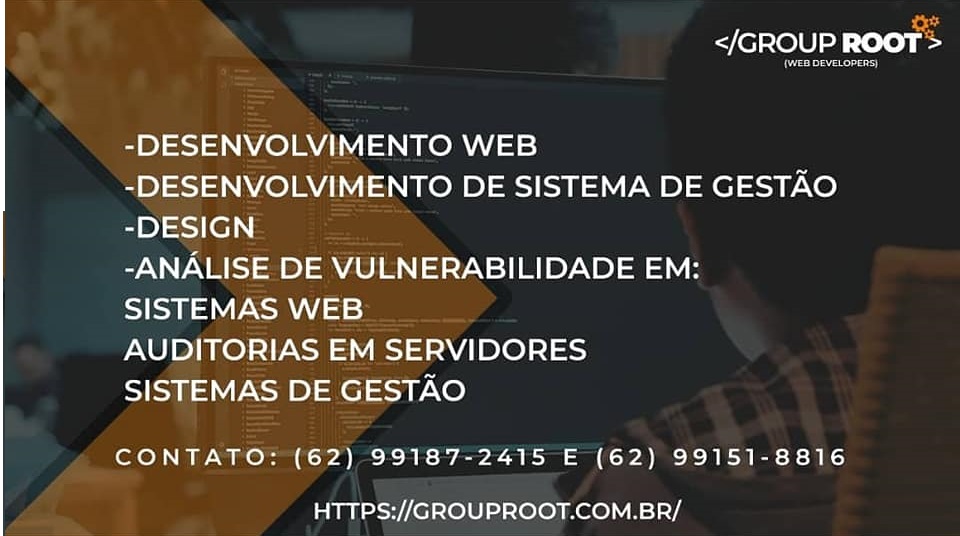 </GROUP ROOT>
(WEB DEVELOPERS)
-DESENVOLVIMENTO WEB
-DESENVOLVIMENTO DE SISTEMA DE GESTÃO
-DESIGN
-ANÁLISE DE VULNERABILIDADE EM:
SISTEMAS WEB
AUDITORIAS EM SERVIDORES
SISTEMAS DE GESTÃO
CONTATO: (62) 99187-2415 E (62) 99151-8816
HTTPS://GROUPROOT.COM.BR/